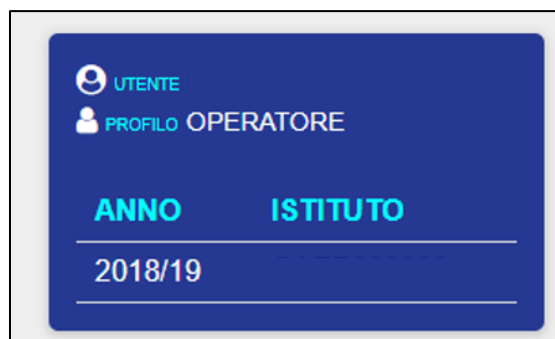 UTENTE
PROFILO OPERATORE
ANNO ISTITUTO
2018/19